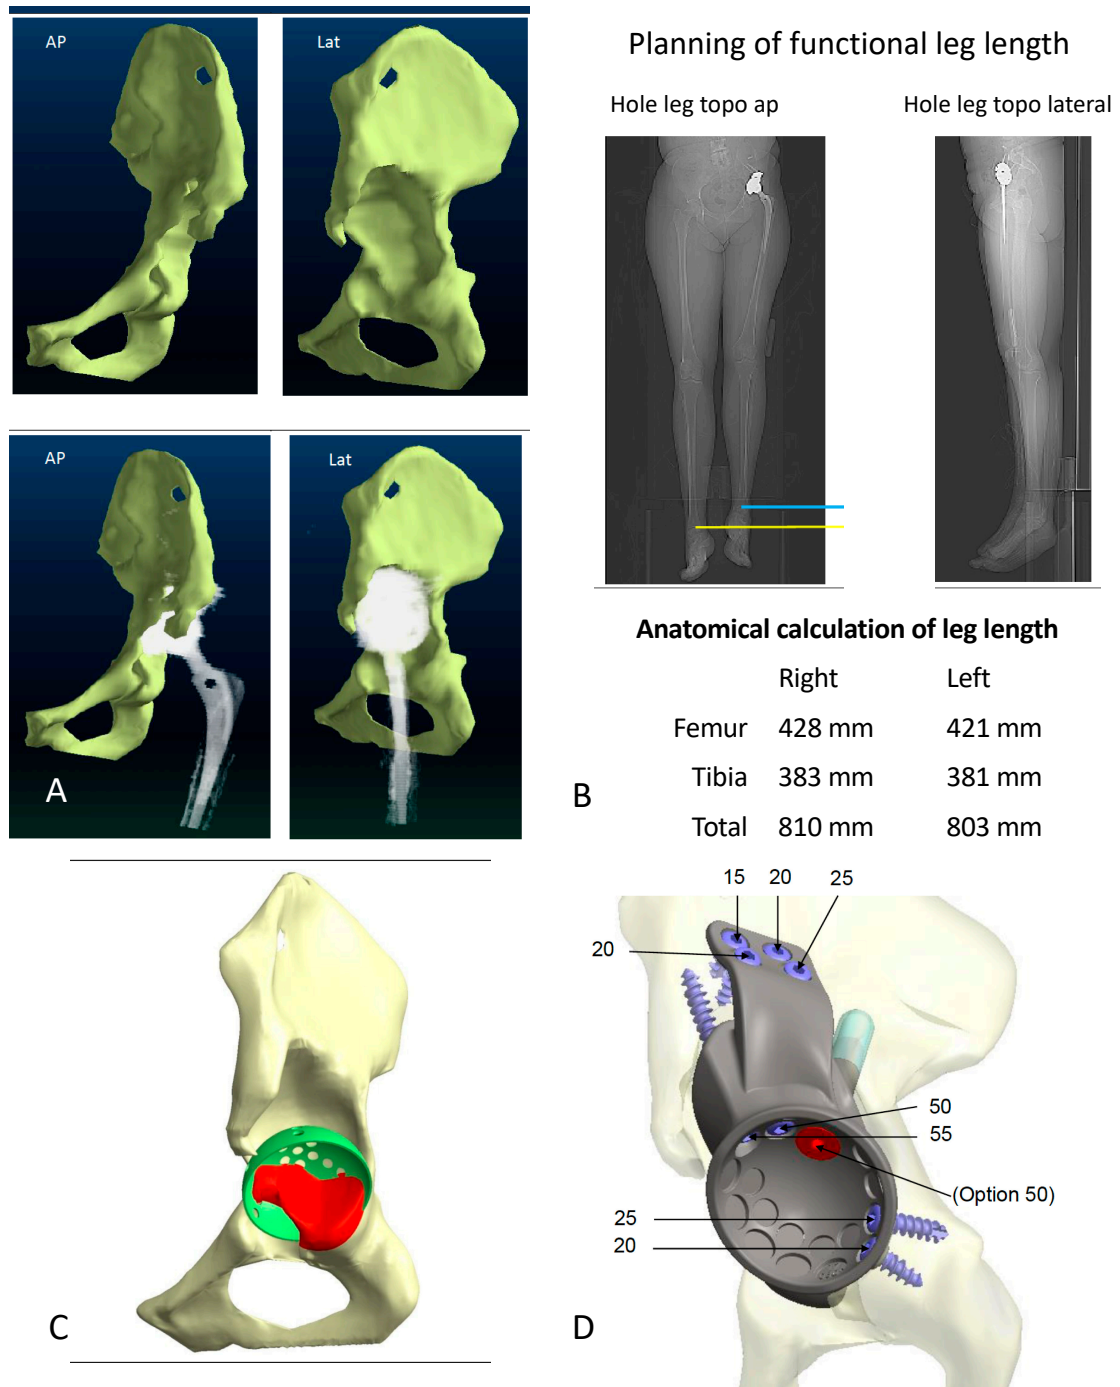 AP
Lat
AP
Lat
A
Planning of functional leg length
Hole leg topo ap
Hole leg topo lateral
Anatomical calculation of leg length
Right Left
Femur 428 mm 421 mm
Tibia 383 mm 381 mm
Total 810 mm 803 mm
B
C
15 20 25
20
50
55
(Option 50)
25
20
D